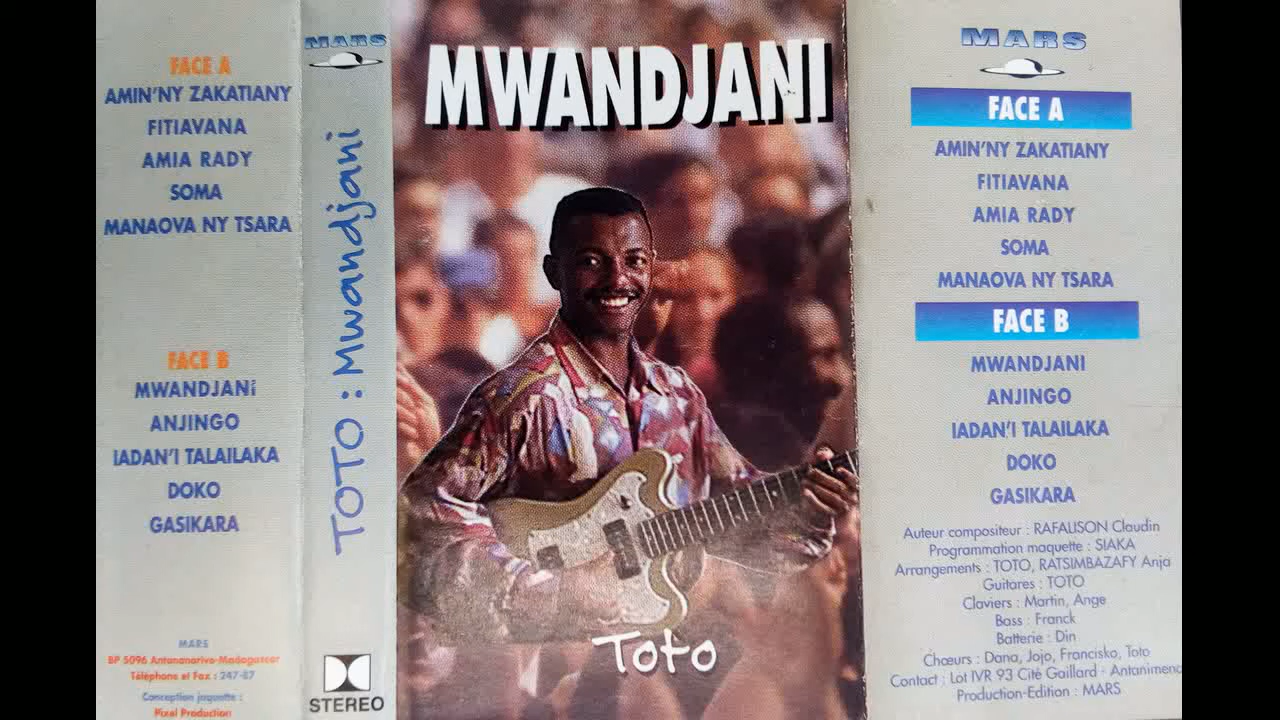 FACE A
AMIN'NY ZAKATIANY
FITIAVANA
AMIA RADY
SOMA
MANAOVA NY TSARA
FACE B
MWANDJANi
ANJINGO
IADAN'I TALAILAKA
DOKO
GASIKARA
MARS
BP 5096 Antananarivo-Madagascar
Téléphone et Fax : 247-87
Conception jaquette :
Pixel Production
MARS
TOTO : Mwandjani
STEREO
MWANDJANI
Toto
MARS
FACE A
AMIN'NY ZAKATIANY
FITIAVANA
AMIA RADY
SOMA
MANAOVA NY TSARA
FACE B
MWANDJANI
ANJINGO
IADAN'I TALAILAKA
DOKO
GASIKARA
Auteur compositeur : RAFALISON Claudin
Programmation maquette : SIAKA
Arrangements : TOTO, RATSIMBAZAFY Anja
Guitares : TOTO
Claviers : Martin, Ange
Bass : Franck
Batterie : Din
Chœurs : Dana, Jojo, Francisko, Toto
Contact : Lot IVR 93 Cité Gaillard - Antanimena
Production-Edition : MARS